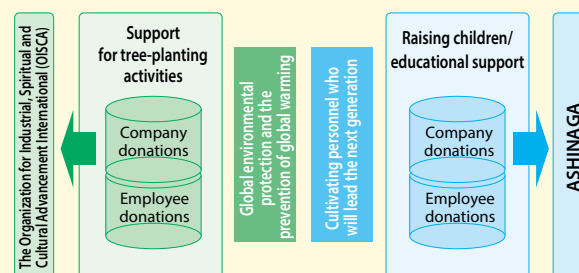 The Organization for Industrial, Spiritual and
Cultural Advancement International (OISCA)
Support
for tree-planting
activities
Company
donations
Employee
donations
Global environmental
protection and the
prevention of global warming
Cultivating personnel who
will lead the next generation
Raising children/
educational support
Company
donations
Employee
donations
ASHINAGA